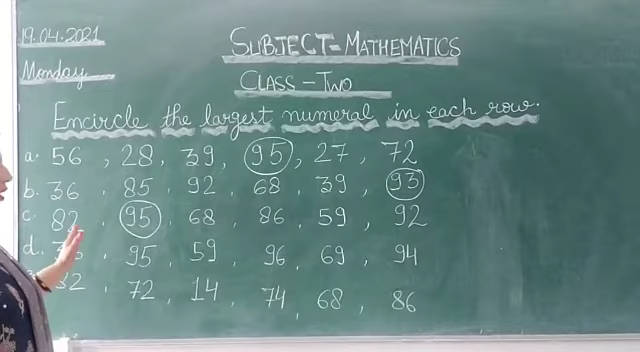 19.04.2021
Monday
SUBJECT = MATHEMATICS
CLASS - TWO
Encircle the largest numeral in each row.
a. 56 , 28 , 39 , 95 , 27 , 72
b. 36 , 85 , 92 , 68 , 39 , 93
c. 82 , 95 , 68 , 86 , 59 , 92
d. 95 , 59 , 96 , 69 , 94
32 , 72 , 14 , 74 , 68 , 86